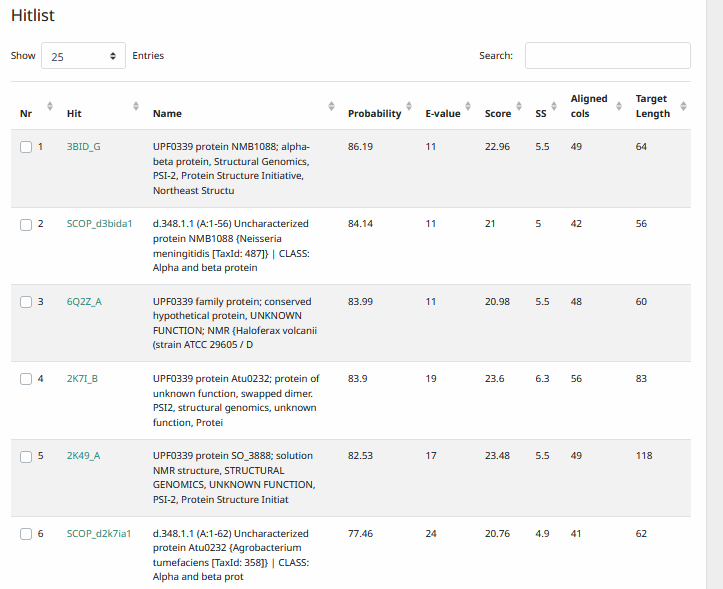 Hitlist
Show 25 Entries Search:
Nr Hit Name Probability E-value Score SS Aligned cols Target Length
1 3BID_G UPF0339 protein NMB1088; alpha- 86.19 11 22.96 5.5 49 64
beta protein, Structural Genomics,
PSI-2, Protein Structure Initiative,
Northeast Structu
2 SCOP_d3bida1 d.348.1.1 (A:1-56) Uncharacterized 84.14 11 21 5 42 56
protein NMB1088 {Neisseria
meningitidis [TaxId: 487]} | CLASS:
Alpha and beta protein
3 6Q2Z_A UPF0339 family protein; conserved 83.99 11 20.98 5.5 48 60
hypothetical protein, UNKNOWN
FUNCTION; NMR {Haloferax volcanii
(strain ATCC 29605 / D
4 2K7I_B UPF0339 protein Atu0232; protein of 83.9 19 23.6 6.3 56 83
unknown function, swapped dimer.
PSI2, structural genomics, unknown
function, Protei
5 2K49_A UPF0339 protein SO_3888; solution 82.53 17 23.48 5.5 49 118
NMR structure, STRUCTURAL
GENOMICS, UNKNOWN FUNCTION,
PSI-2, Protein Structure Initiat
6 SCOP_d2k7ia1 d.348.1.1 (A:1-62) Uncharacterized 77.46 24 20.76 4.9 41 62
protein Atu0232 {Agrobacterium
tumefaciens [TaxId: 358]} | CLASS:
Alpha and beta prot